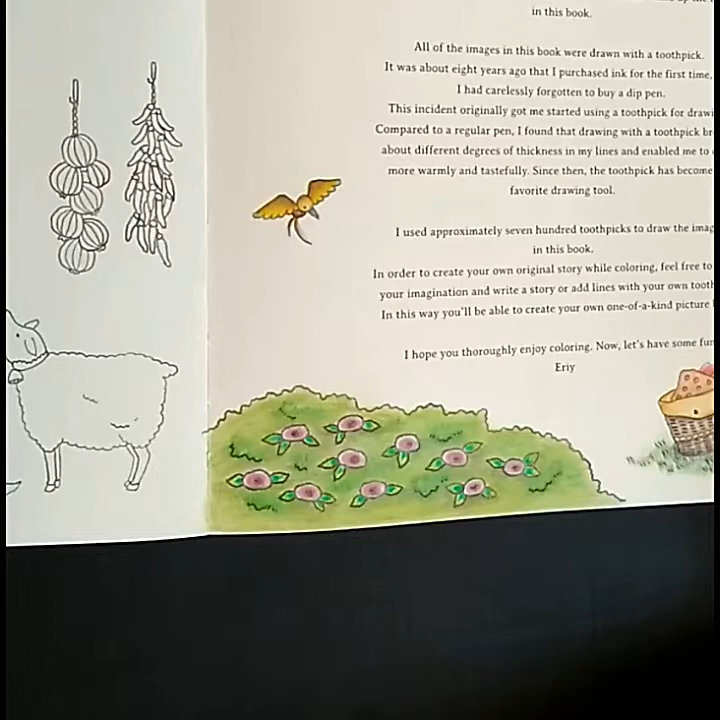 in this book.
All of the images in this book were drawn with a toothpick.
It was about eight years ago that I purchased ink for the first time,
I had carelessly forgotten to buy a dip pen.
This incident originally got me started using a toothpick for drawi
Compared to a regular pen, I found that drawing with a toothpick br
about different degrees of thickness in my lines and enabled me to
more warmly and tastefully. Since then, the toothpick has become
favorite drawing tool.
I used approximately seven hundred toothpicks to draw the imag
in this book.
In order to create your own original story while coloring, feel free to
your imagination and write a story or add lines with your own tooth
In this way you'll be able to create your own one-of-a-kind picture
I hope you thoroughly enjoy coloring. Now, let's have some fun
Eriy